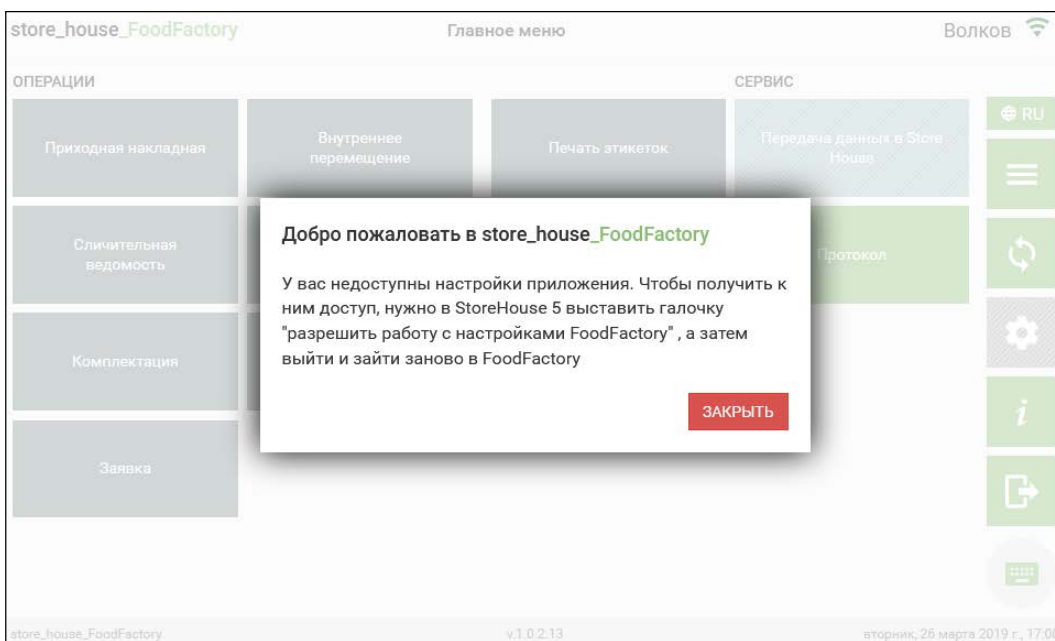 store_house_FoodFactory
Главное меню
Волков
ОПЕРАЦИИ
СЕРВИС
RU
Приходная накладная
Внутреннее
перемещение
Печать этикеток
Передача данных в Store
House
Сличительная
ведомость
Протокол
Добро пожаловать в store_house_FoodFactory
У вас недоступны настройки приложения. Чтобы получить к
ним доступ, нужно в StoreHouse 5 выставить галочку
"разрешить работу с настройками FoodFactory" , а затем
выйти и зайти заново в FoodFactory
ЗАКРЫТЬ
Комплектация
Заявка
store_house_FoodFactory
v.1.0.2.13
вторник, 26 марта 2019 г., 17:00